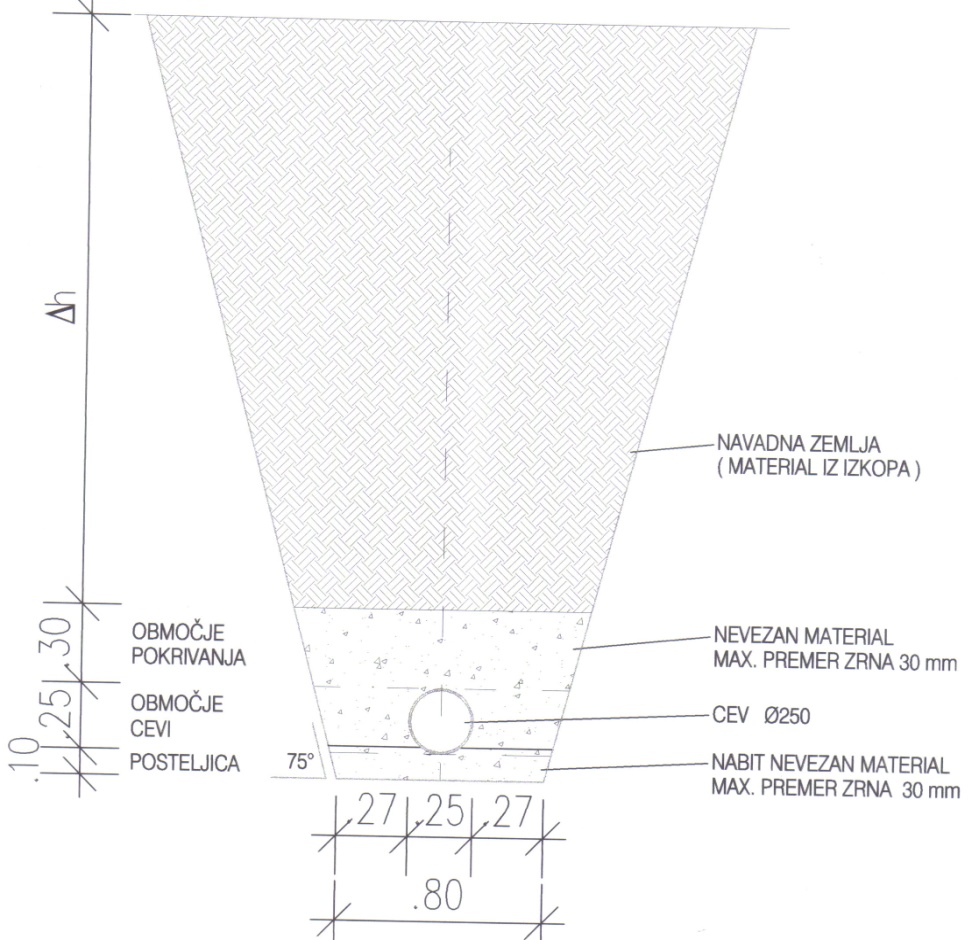 Δh
NAVADNA ZEMLJA
( MATERIAL IZ IZKOPA )
.30
OBMOČJE
POKRIVANJA
NEVEZAN MATERIAL
MAX. PREMER ZRNA 30 mm
.25
OBMOČJE
CEVI
CEV Ø250
.10
POSTELJICA
75°
NABIT NEVEZAN MATERIAL
MAX. PREMER ZRNA 30 mm
.27 .25 .27
.80